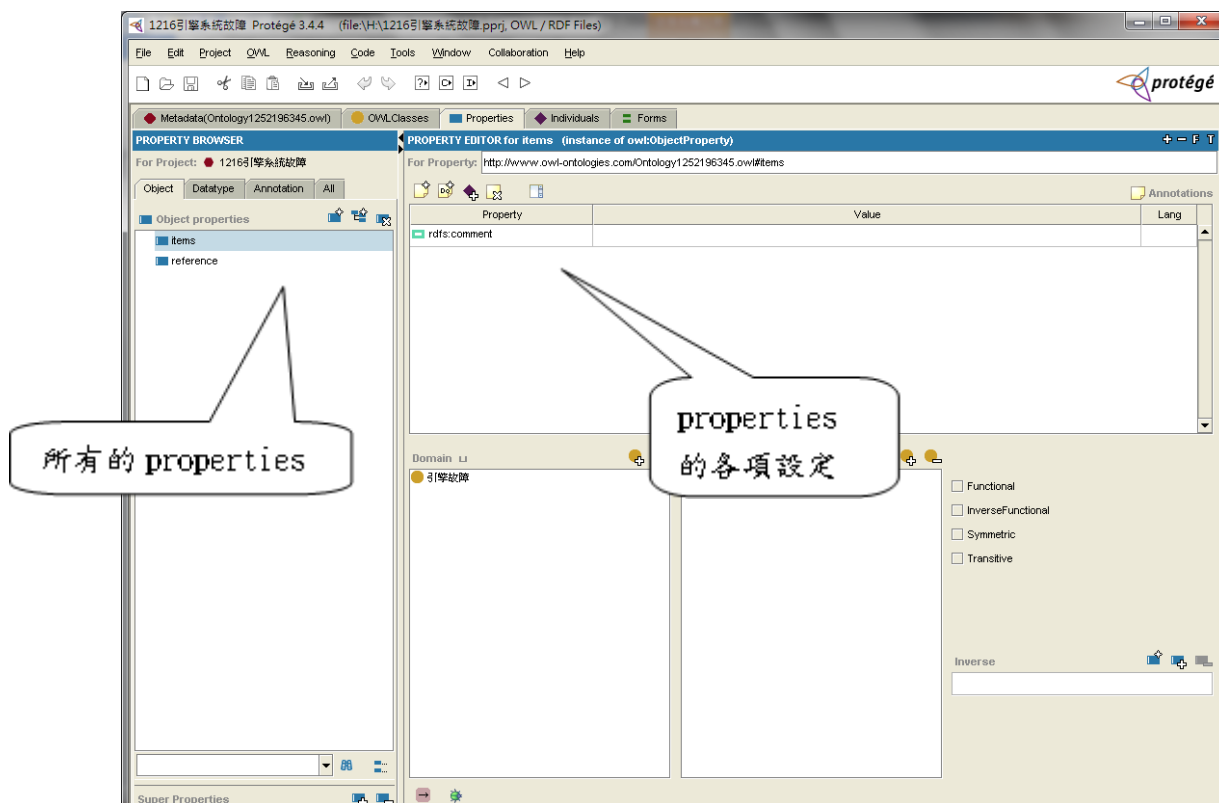 1216引擎系統故障 Protégé 3.4.4 (file:\H:\1216引擎系統故障.pprj, OWL / RDF Files)
File Edit Project OWL Reasoning Code Tools Window Collaboration Help
protégé
Metadata(Ontology1252196345.owl) OWLClasses Properties Individuals Forms
PROPERTY BROWSER
For Project: 1216引擎系統故障
Object Datatype Annotation All
Object properties
items
reference
所有的 properties
Super Properties
PROPERTY EDITOR for items (instance of owl:ObjectProperty)
+ − F T
For Property: http://www.owl-ontologies.com/Ontology1252196345.owl#items
Annotations
Property Value Lang
rdfs:comment
properties
的各項設定
Domain ⊔
引擎故障
Functional
InverseFunctional
Symmetric
Transitive
Inverse